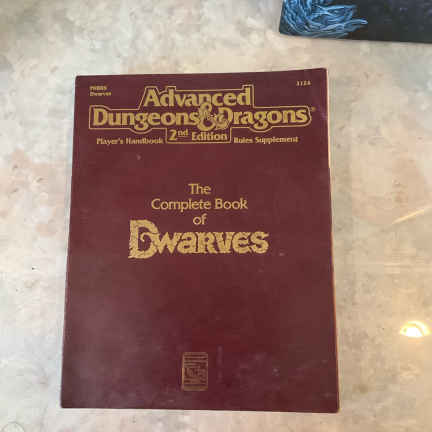 PHBR6
Dwarves
2124
Advanced
Dungeons & Dragons®
Player's Handbook
2nd Edition
Rules Supplement
The
Complete Book
of
Dwarves